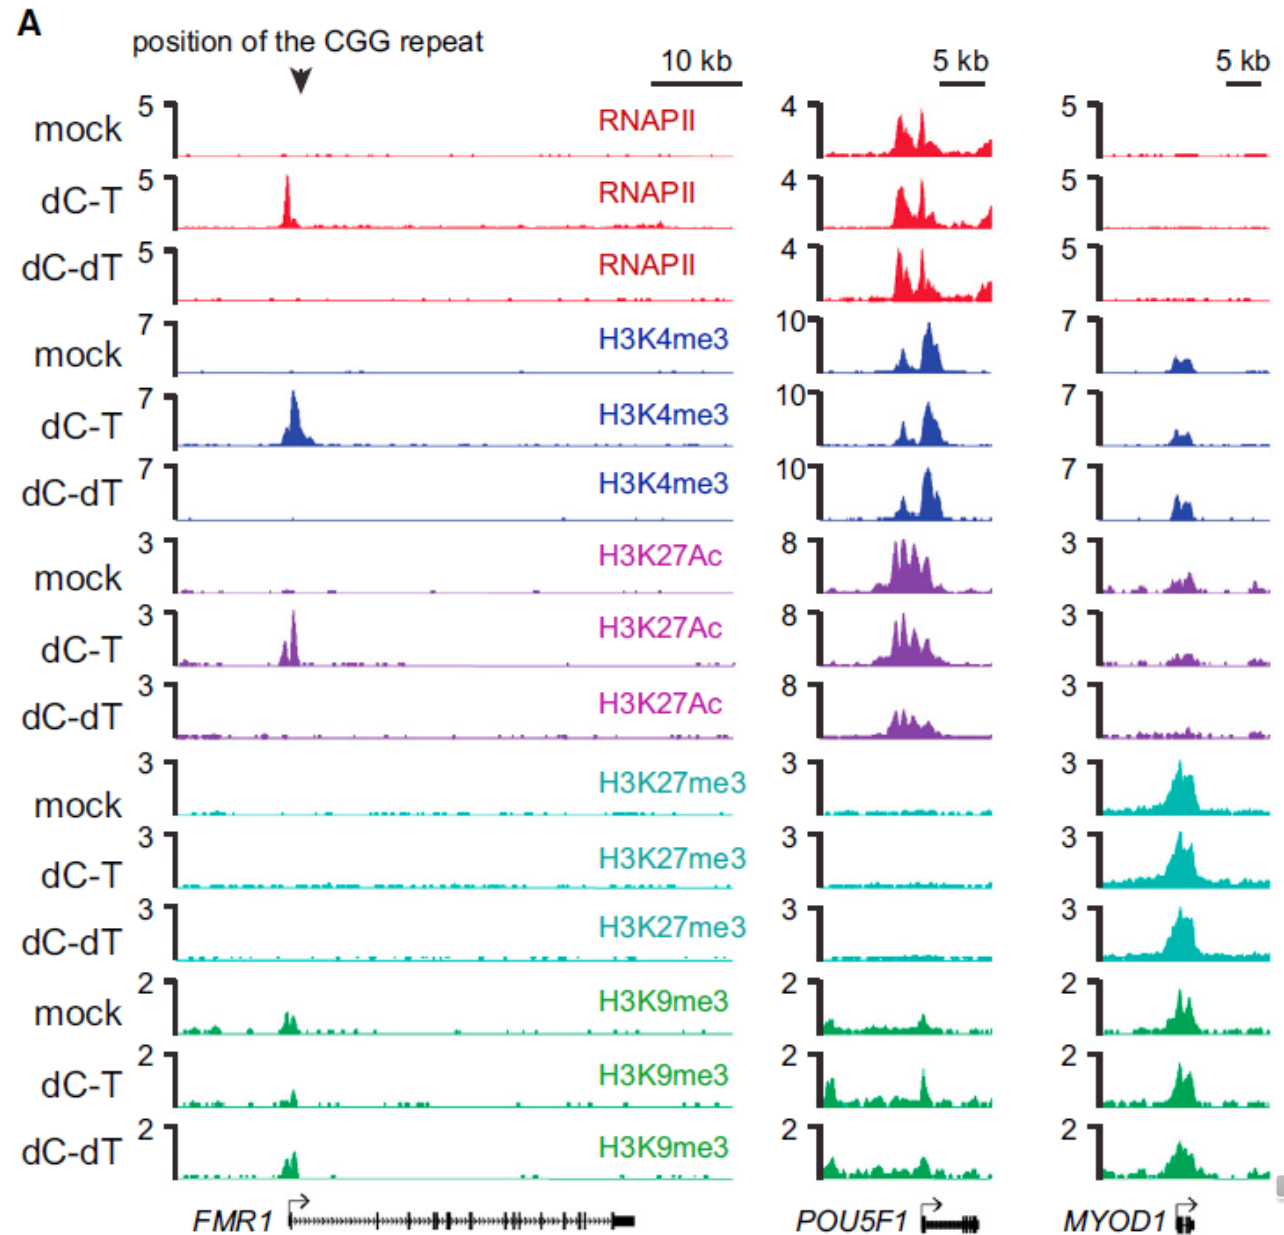 A
position of the CGG repeat
10 kb 5 kb 5 kb
mock 5 RNAPII 4 5
dC-T 5 RNAPII 4 5
dC-dT 5 RNAPII 4 5
mock 7 H3K4me3 10 7
dC-T 7 H3K4me3 10 7
dC-dT 7 H3K4me3 10 7
mock 3 H3K27Ac 8 3
dC-T 3 H3K27Ac 8 3
dC-dT 3 H3K27Ac 8 3
mock 3 H3K27me3 3 3
dC-T 3 H3K27me3 3 3
dC-dT 3 H3K27me3 3 3
mock 2 H3K9me3 2 2
dC-T 2 H3K9me3 2 2
dC-dT 2 H3K9me3 2 2
FMR1 POU5F1 MYOD1